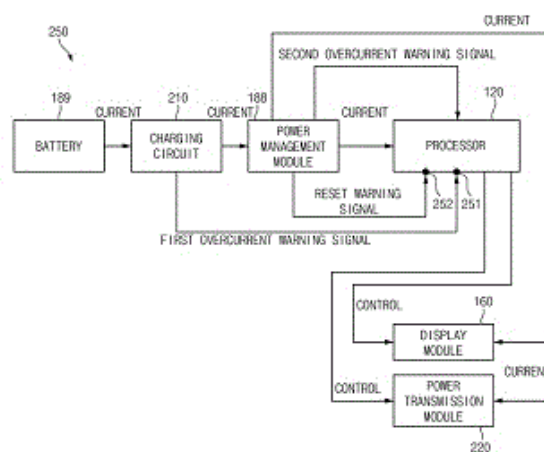 CURRENT
250
SECOND OVERCURRENT WARNING SIGNAL
189
CURRENT
210
CURRENT
188
120
BATTERY
CHARGING
CIRCUIT
POWER
MANAGEMENT
MODULE
CURRENT
PROCESSOR
RESET WARNING
SIGNAL
252
251
FIRST OVERCURRENT WARNING SIGNAL
CONTROL
160
DISPLAY
MODULE
CURRENT
CONTROL
POWER
TRANSMISSION
MODULE
220